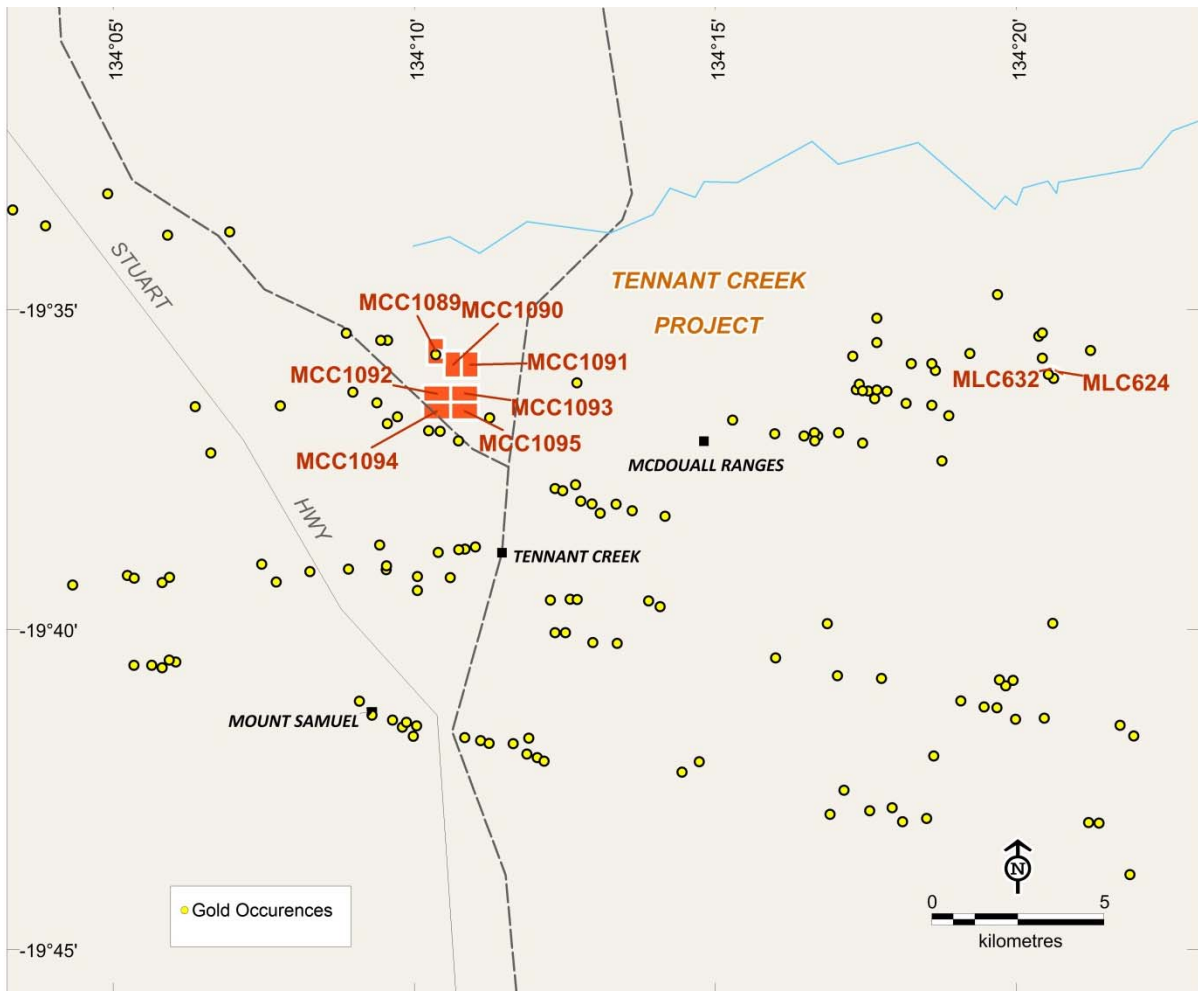 134°05'
134°10'
134°15'
134°20'
-19°35'
-19°40'
-19°45'
STUART
HWY
TENNANT CREEK
PROJECT
MCC1089
MCC1090
MCC1091
MCC1092
MCC1093
MCC1094
MCC1095
MLC632
MLC624
MCDOUALL RANGES
TENNANT CREEK
MOUNT SAMUEL
Gold Occurences
N
0 5
kilometres